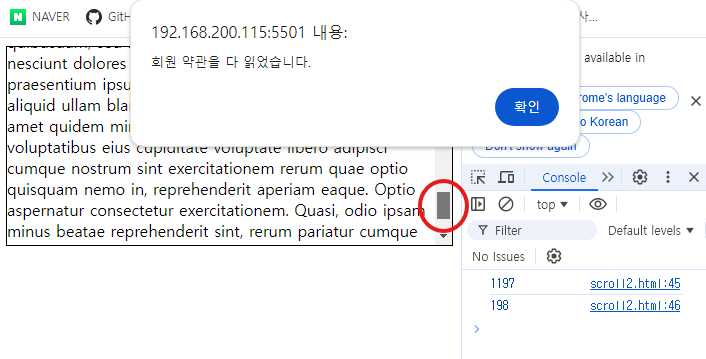 NAVER
GitH
192.168.200.115:5501 내용:
회원 약관을 다 읽었습니다.
확인
nesciunt dolores
praesentium ipsu
aliquid ullam bla
amet quidem min
voluptatibus eius cupiditate voluptate libero adipisci
cumque nostrum sint exercitationem rerum quae optio
quisquam nemo in, reprehenderit aperiam eaque. Optio
aspernatur consectetur exercitationem. Quasi, odio ipsam
minus beatae reprehenderit sint, rerum pariatur cumque
available in
rome's language
o Korean
Don't show again
Console
top
Filter
Default levels
No Issues
1197 scroll2.html:45
198 scroll2.html:46